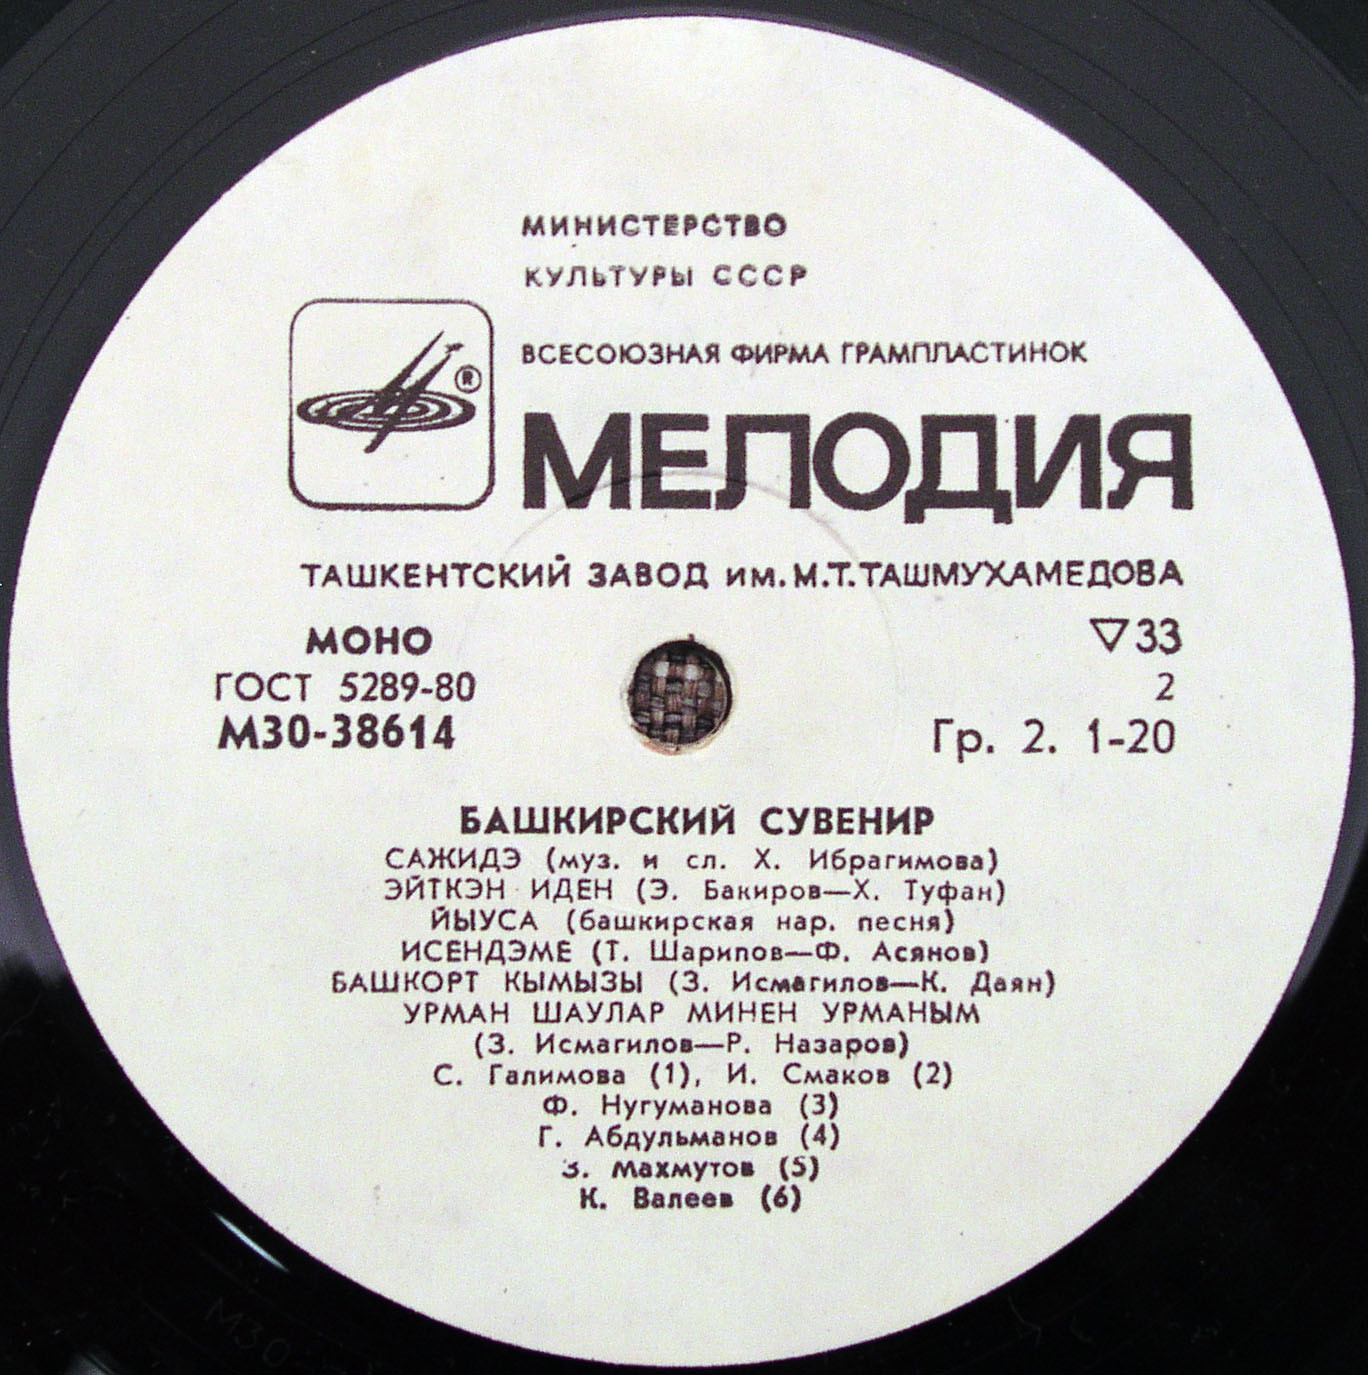 МИНИСТЕРСТВО
КУЛЬТУРЫ СССР
ВСЕСОЮЗНАЯ ФИРМА ГРАМПЛАСТИНОК
®
МЕЛОДИЯ
ТАШКЕНТСКИЙ ЗАВОД ИМ. М.Т.ТАШМУХАМЕДОВА
МОНО
▽33
ГОСТ 5289-80
2
М30-38614
Гр. 2. 1-20
БАШКИРСКИЙ СУВЕНИР
САЖИДЭ (муз. и сл. Х. Ибрагимова)
ЭЙТКЭН ИДЕН (Э. Бакиров—Х. Туфан)
ЙЫУСА (башкирская нар. песня)
ИСЕНДЭМЕ (Т. Шарипов—Ф. Асянов)
БАШКОРТ КЫМЫЗЫ (З. Исмагилов—К. Даян)
УРМАН ШАУЛАР МИНЕН УРМАНЫМ
(З. Исмагилов—Р. Назаров)
С. Галимова (1), И. Смаков (2)
Ф. Нугуманова (3)
Г. Абдульманов (4)
З. Махмутов (5)
К. Валеев (6)
М30